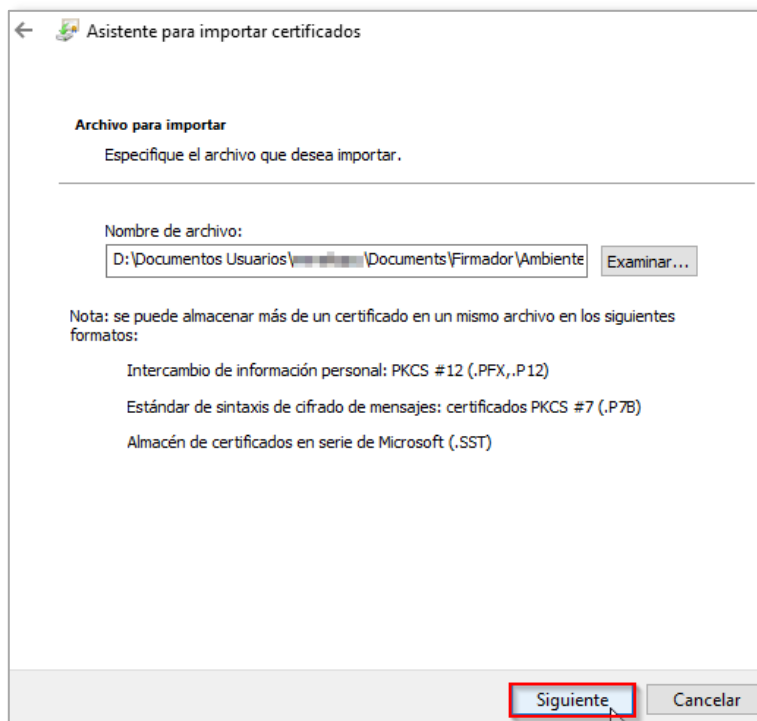 Asistente para importar certificados
Archivo para importar
Especifique el archivo que desea importar.
Nombre de archivo:
D:\Documentos Usuarios\ \Documents\Firmador\Ambiente
Examinar...
Nota: se puede almacenar más de un certificado en un mismo archivo en los siguientes
formatos:
Intercambio de información personal: PKCS #12 (.PFX,.P12)
Estándar de sintaxis de cifrado de mensajes: certificados PKCS #7 (.P7B)
Almacén de certificados en serie de Microsoft (.SST)
Siguiente
Cancelar